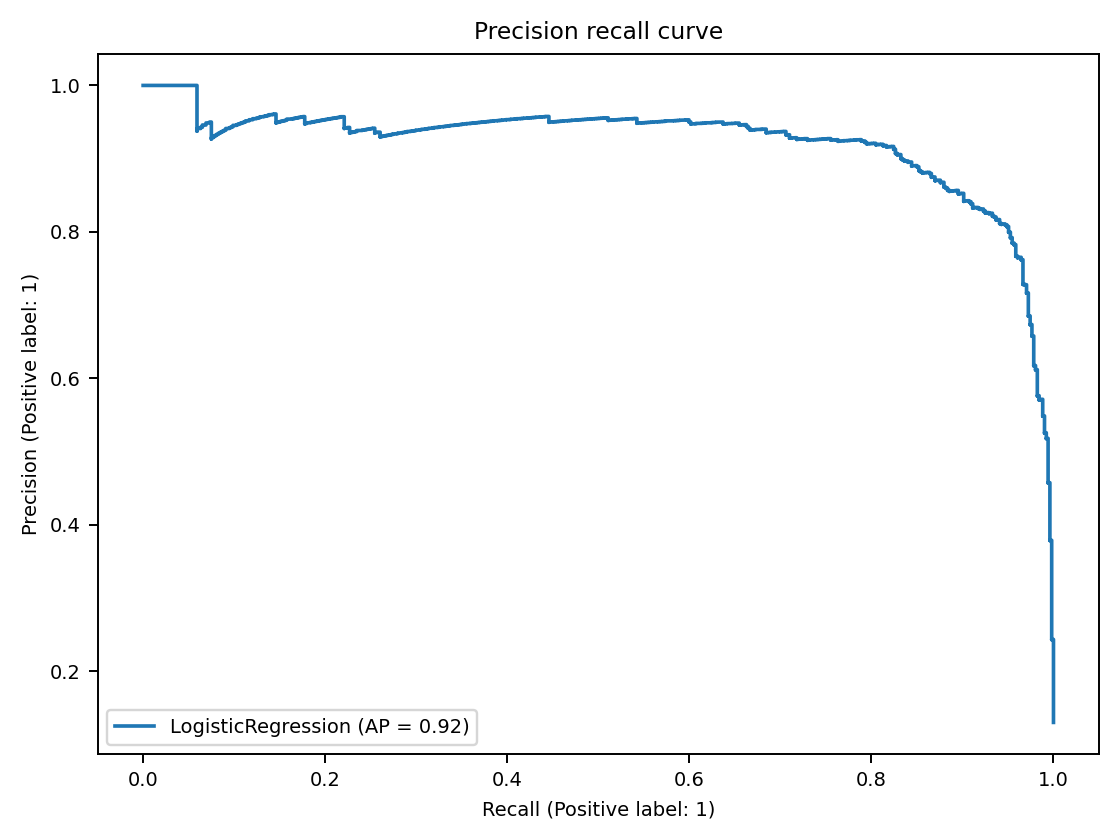 Precision recall curve
1.0
0.8
0.6
0.4
0.2
Precision (Positive label: 1)
LogisticRegression (AP = 0.92)
0.0 0.2 0.4 0.6 0.8 1.0
Recall (Positive label: 1)